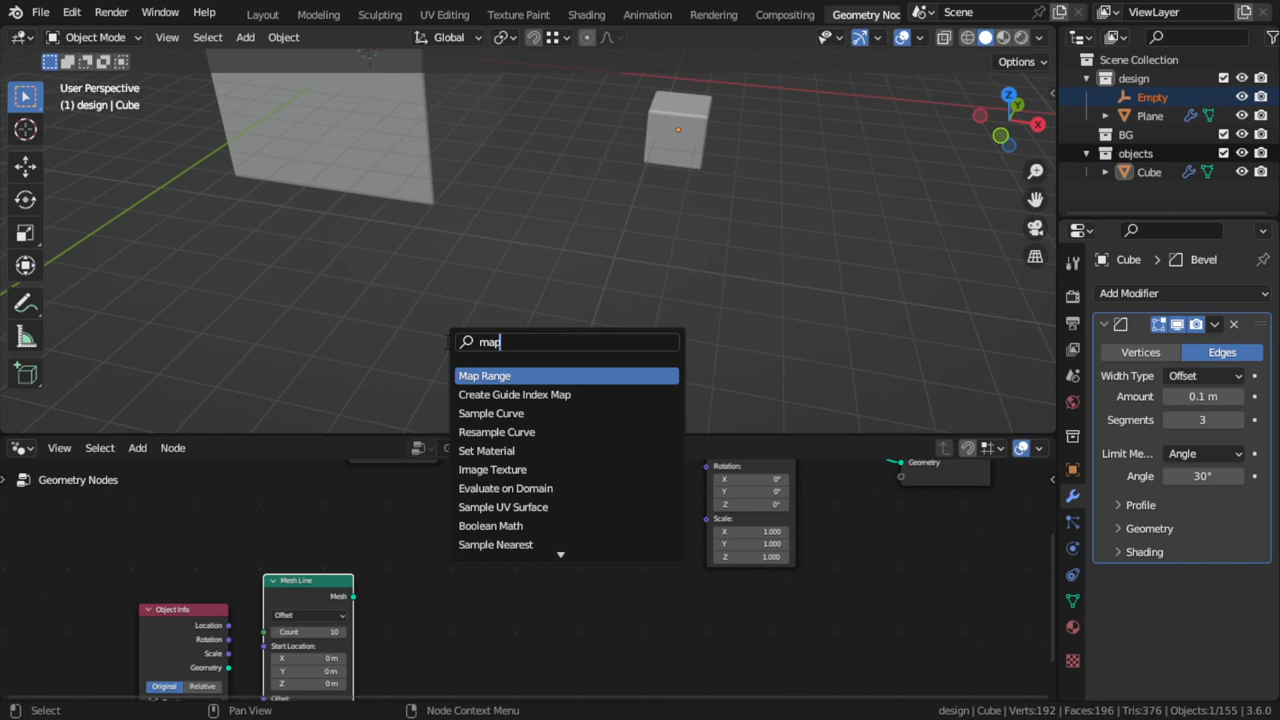 File Edit Render Window Help Layout Modeling Sculpting UV Editing Texture Paint Shading Animation Rendering Compositing Geometry Noc Scene ViewLayer
Object Mode View Select Add Object Global
Options
User Perspective
(1) design | Cube
Z
Y
X
Scene Collection
design
Empty
Plane
BG
objects
Cube
Cube > Bevel
Add Modifier
Vertices Edges
Width Type Offset
Amount 0.1 m
Segments 3
Limit Me... Angle
Angle 30°
Profile
Geometry
Shading
map
Map Range
Create Guide Index Map
Sample Curve
Resample Curve
Set Material
Image Texture
Evaluate on Domain
Sample UV Surface
Boolean Math
Sample Nearest
View Select Add Node
Geometry Nodes
Rotation:
X 0°
Y 0°
Z 0°
Scale:
X 1.000
Y 1.000
Z 1.000
Geometry
Object Info
Location
Rotation
Scale
Geometry
Original Relative
Mesh Line
Mesh
Offset
Count 10
Start Location:
X 0 m
Y 0 m
Z 0 m
Select Pan View Node Context Menu design | Cube | Verts:192 | Faces:196 | Tris:376 | Objects:1/155 | 3.6.0